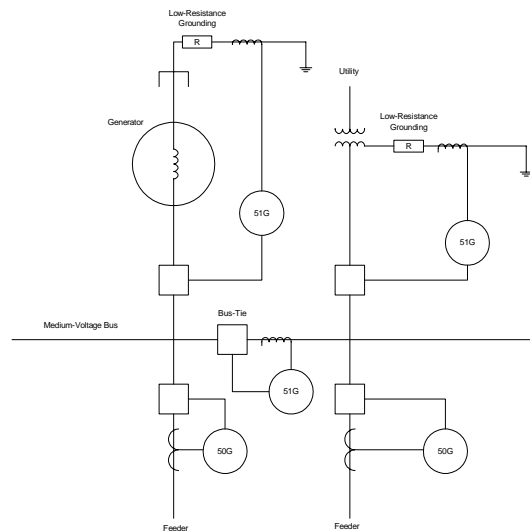 Low-Resistance
Grounding
R
Utility
Generator
Low-Resistance
Grounding
R
51G
51G
Bus-Tie
Medium-Voltage Bus
51G
50G
50G
Feeder
Feeder